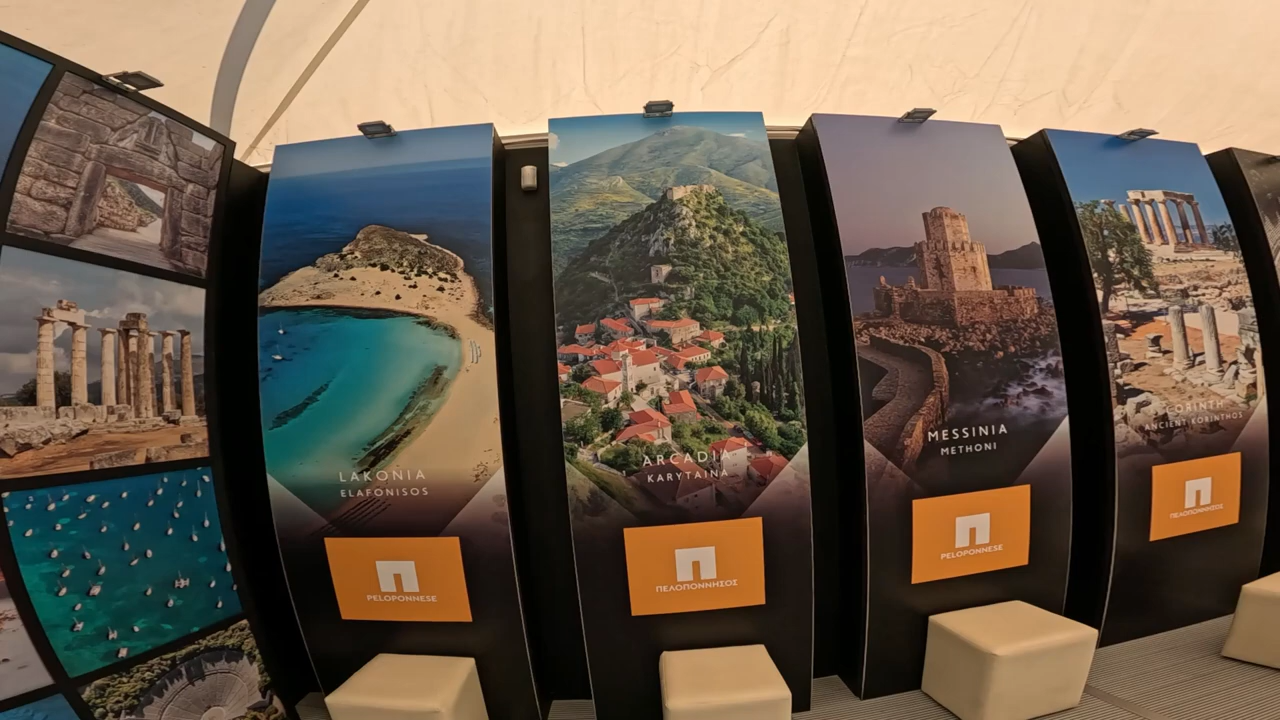 LAKONIA
ELAFONISOS
PELOPONNESE
ARCADIA
KARYTAINA
ΠΕΛΟΠΟΝΝΗΣΟΣ
MESSINIA
METHONI
PELOPONNESE
CORINTH
ANCIENT KORINTHOS
ΠΕΛΟΠΟΝΝΗΣΟΣ